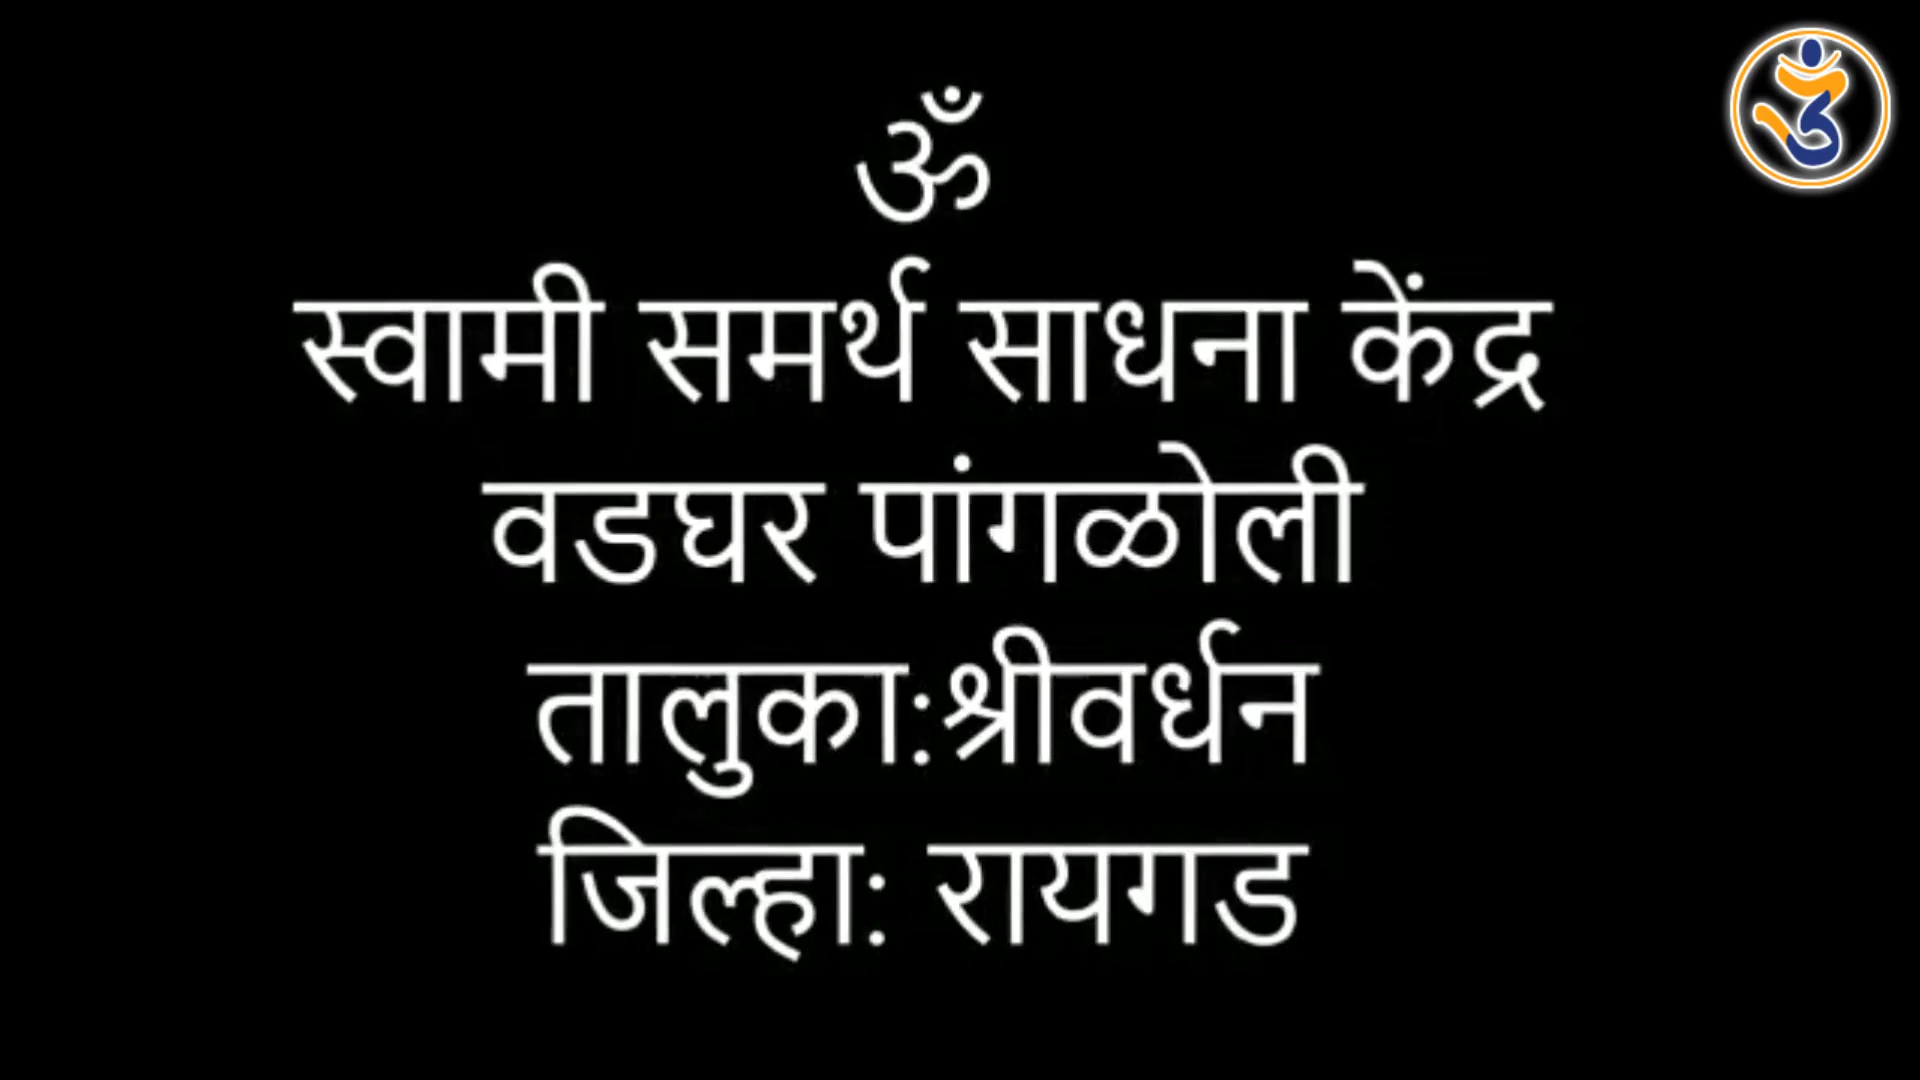 ॐ
स्वामी समर्थ साधना केंद्र
वडघर पांगळोली
तालुका:श्रीवर्धन
जिल्हा: रायगड